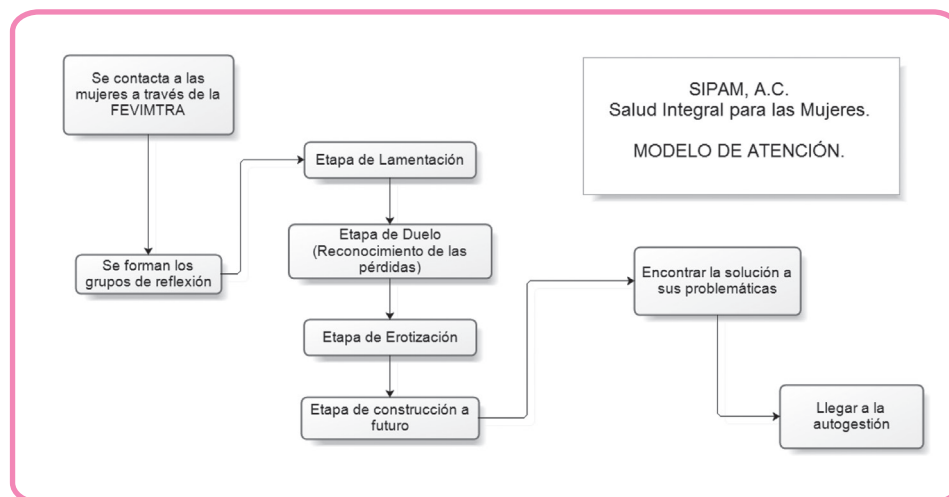 Se contacta a las
mujeres a través de la
FEVIMTRA
SIPAM, A.C.
Salud Integral para las Mujeres.
MODELO DE ATENCIÓN.
Etapa de Lamentación
Etapa de Duelo
(Reconocimiento de las
pérdidas)
Se forman los
grupos de reflexión
Encontrar la solución a
sus problemáticas
Etapa de Erotización
Etapa de construcción a
futuro
Llegar a la
autogestión